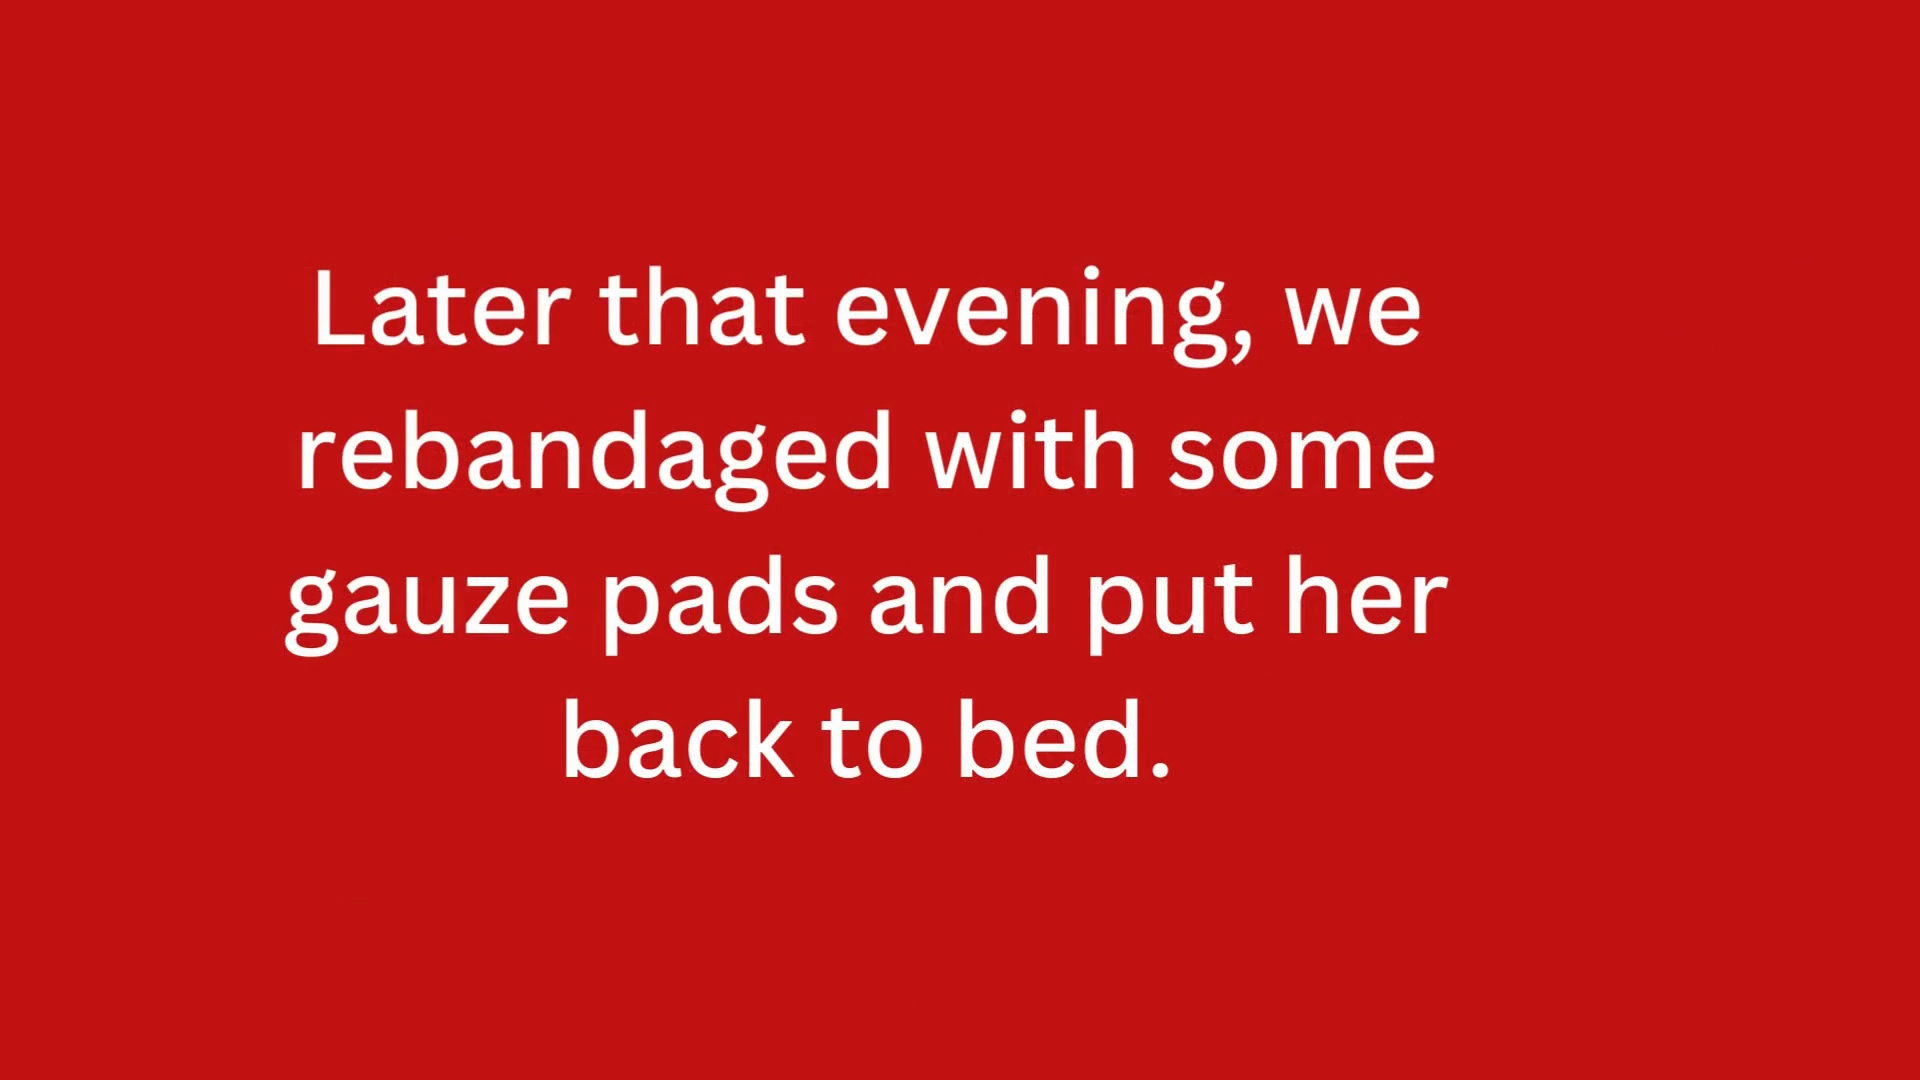 Later that evening, we
rebandaged with some
gauze pads and put her
back to bed.